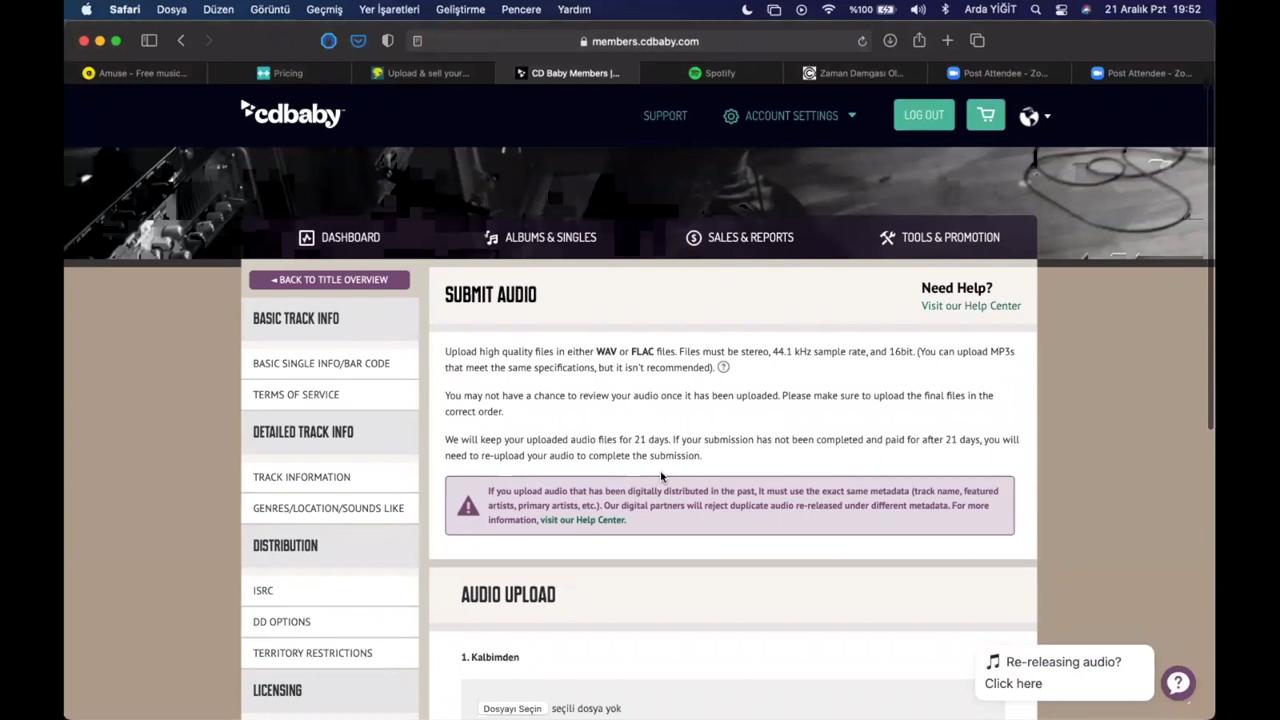 Safari Dosya Düzen Görüntü Geçmiş Yer İşaretleri Geliştirme Pencere Yardım %100 Arda YİĞİT 21 Aralık Pzt 19:52
members.cdbaby.com
Amuse - Free music... Pricing Upload & sell your... CD Baby Members |... Spotify Zaman Damgası Ol... Post Attendee - Zo... Post Attendee - Zo...
cdbaby SUPPORT ACCOUNT SETTINGS LOG OUT
DASHBOARD ALBUMS & SINGLES SALES & REPORTS TOOLS & PROMOTION
BACK TO TITLE OVERVIEW
BASIC TRACK INFO
BASIC SINGLE INFO/BAR CODE
TERMS OF SERVICE
DETAILED TRACK INFO
TRACK INFORMATION
GENRES/LOCATION/SOUNDS LIKE
DISTRIBUTION
ISRC
DD OPTIONS
TERRITORY RESTRICTIONS
LICENSING
SUBMIT AUDIO
Need Help?
Visit our Help Center
Upload high quality files in either WAV or FLAC files. Files must be stereo, 44.1 kHz sample rate, and 16bit. (You can upload MP3s
that meet the same specifications, but it isn't recommended). ?
You may not have a chance to review your audio once it has been uploaded. Please make sure to upload the final files in the
correct order.
We will keep your uploaded audio files for 21 days. If your submission has not been completed and paid for after 21 days, you will
need to re-upload your audio to complete the submission.
If you upload audio that has been digitally distributed in the past, it must use the exact same metadata (track name, featured
artists, primary artists, etc.). Our digital partners will reject duplicate audio re-released under different metadata. For more
information, visit our Help Center.
AUDIO UPLOAD
1. Kalbimden
Dosyayı Seçin seçili dosya yok
Re-releasing audio?
Click here